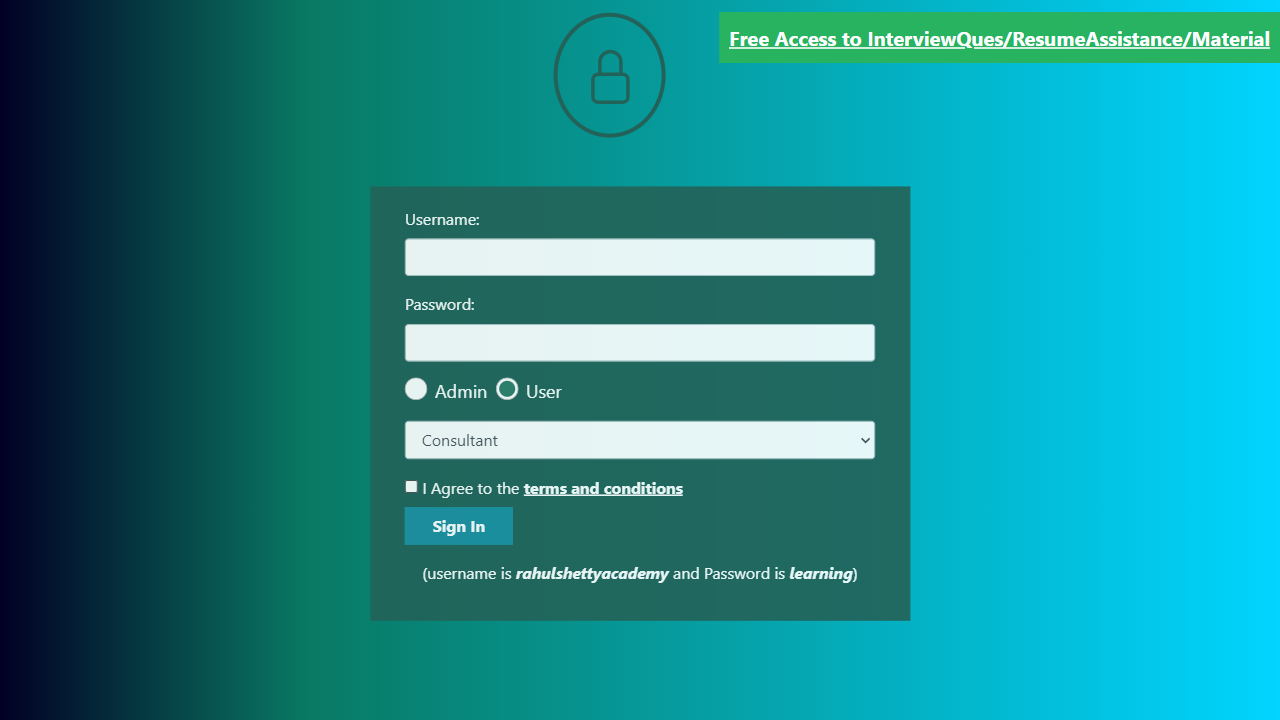 Free Access to InterviewQues/ResumeAssistance/Material
Username:
Password:
Admin User
Consultant
I Agree to the terms and conditions
Sign In
(username is rahulshettyacademy and Password is learning)